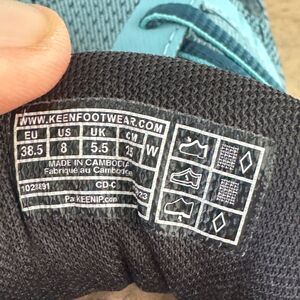 WWW.KEENFOOTWEAR.COM
EU US UK CM W
38.5 8 5.5 25
MADE IN CAMBODIA
Fabriqué au Cambodge
CD-C